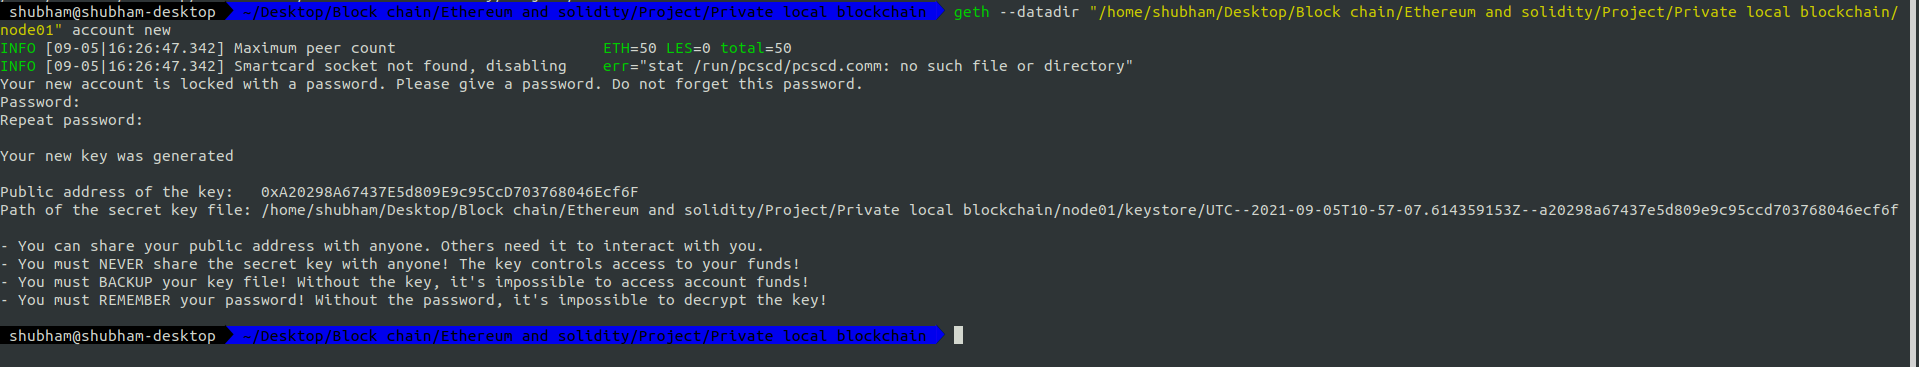 shubham@shubham-desktop ~/Desktop/Block chain/Ethereum and solidity/Project/Private local blockchain geth --datadir "/home/shubham/Desktop/Block chain/Ethereum and solidity/Project/Private local blockchain/
node01" account new
INFO [09-05|16:26:47.342] Maximum peer count ETH=50 LES=0 total=50
INFO [09-05|16:26:47.342] Smartcard socket not found, disabling err="stat /run/pcscd/pcscd.comm: no such file or directory"
Your new account is locked with a password. Please give a password. Do not forget this password.
Password:
Repeat password:
Your new key was generated
Public address of the key: 0xA20298A67437E5d809E9c95CcD703768046Ecf6F
Path of the secret key file: /home/shubham/Desktop/Block chain/Ethereum and solidity/Project/Private local blockchain/node01/keystore/UTC--2021-09-05T10-57-07.614359153Z--a20298a67437e5d809e9c95ccd703768046ecf6f
- You can share your public address with anyone. Others need it to interact with you.
- You must NEVER share the secret key with anyone! The key controls access to your funds!
- You must BACKUP your key file! Without the key, it's impossible to access account funds!
- You must REMEMBER your password! Without the password, it's impossible to decrypt the key!
shubham@shubham-desktop ~/Desktop/Block chain/Ethereum and solidity/Project/Private local blockchain